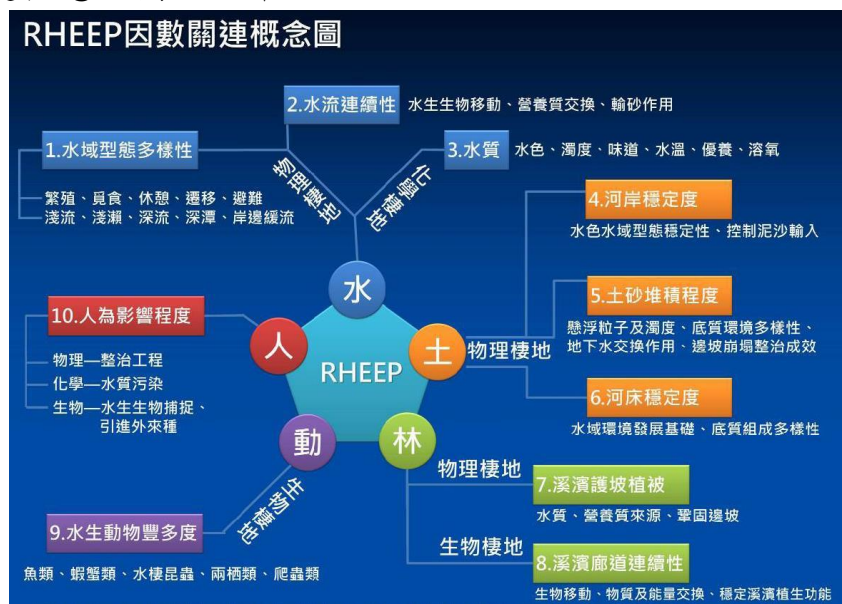 RHEEP因數關連概念圖
2.水流連續性
水生生物移動、營養質交換、輸砂作用
1.水域型態多樣性
繁殖、覓食、休憩、遷移、避難
淺流、淺瀨、深流、深潭、岸邊緩流
物理棲地
化學棲地
3.水質
水色、濁度、味道、水溫、優養、溶氧
4.河岸穩定度
水色水域型態穩定性、控制泥沙輸入
5.土砂堆積程度
懸浮粒子及濁度、底質環境多樣性、
地下水交換作用、邊坡崩塌整治成效
6.河床穩定度
水域環境發展基礎、底質組成多樣性
水
土
物理棲地
林
動
人
RHEEP
10.人為影響程度
物理—整治工程
化學—水質污染
生物—水生生物捕捉、
引進外來種
物理棲地
7.溪濱護坡植被
水質、營養質來源、鞏固邊坡
生物棲地
8.溪濱廊道連續性
生物移動、物質及能量交換、穩定溪濱植生功能
生物棲地
9.水生動物豐多度
魚類、蝦蟹類、水棲昆蟲、兩栖類、爬蟲類